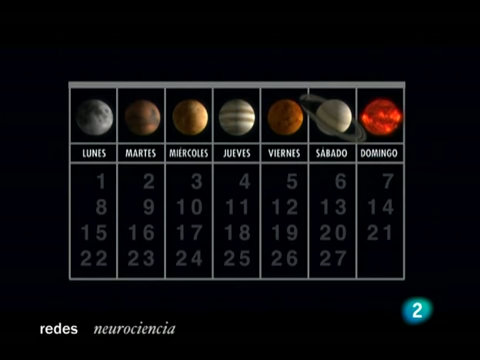 LUNES MARTES MIÉRCOLES JUEVES VIERNES SÁBADO DOMINGO
1 2 3 4 5 6 7
8 9 10 11 12 13 14
15 16 17 18 19 20 21
22 23 24 25 26 27
2
redes neurociencia